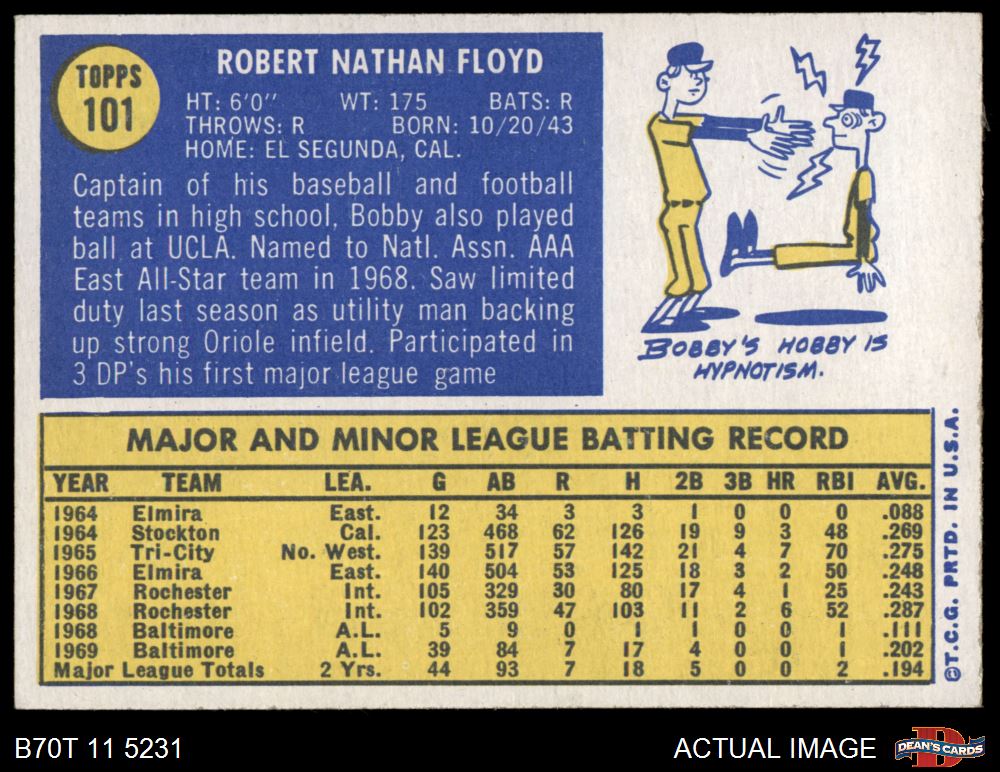 TOPPS
101
ROBERT NATHAN FLOYD
HT: 6'0" WT: 175 BATS: R
THROWS: R BORN: 10/20/43
HOME: EL SEGUNDA, CAL.
Captain of his baseball and football
teams in high school, Bobby also played
ball at UCLA. Named to Natl. Assn. AAA
East All-Star team in 1968. Saw limited
duty last season as utility man backing
up strong Oriole infield. Participated in
3 DP's his first major league game
BOBBY'S HOBBY IS
HYPNOTISM.
MAJOR AND MINOR LEAGUE BATTING RECORD
YEAR TEAM LEA. G AB R H 2B 3B HR RBI AVG.
1964 Elmira East. 12 34 3 3 1 0 0 0 .088
1964 Stockton Cal. 123 468 62 126 19 9 3 48 .269
1965 Tri-City No. West. 139 517 57 142 21 4 7 70 .275
1966 Elmira East. 140 504 53 125 18 3 2 50 .248
1967 Rochester Int. 105 329 30 80 17 4 1 25 .243
1968 Rochester Int. 102 359 47 103 11 2 6 52 .287
1968 Baltimore A.L. 5 9 0 1 1 0 0 1 .111
1969 Baltimore A.L. 39 84 7 17 4 0 0 1 .202
Major League Totals 2 Yrs. 44 93 7 18 5 0 0 2 .194
©T.C.G. PRTD. IN U.S.A.
B70T 11 5231
ACTUAL IMAGE
D
DEAN'S CARDS